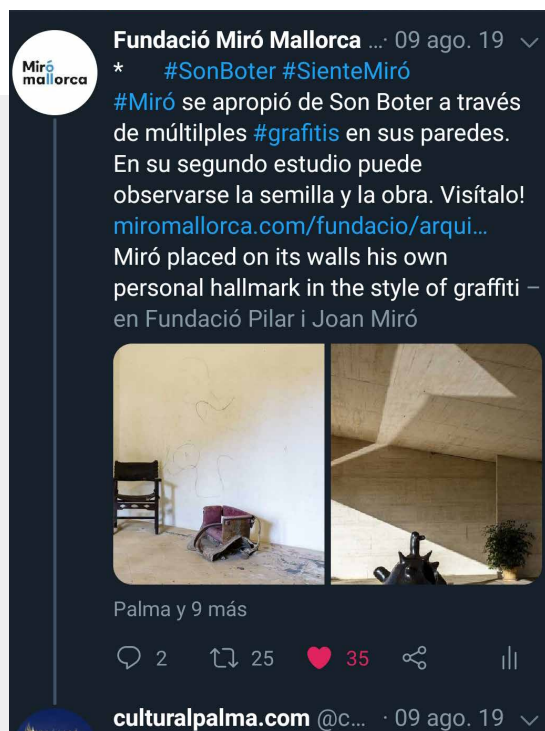 Miró
mallorca
Fundació Miró Mallorca ...· 09 ago. 19
* #SonBoter #SienteMiró
#Miró se apropió de Son Boter a través
de múltilples #grafitis en sus paredes.
En su segundo estudio puede
observarse la semilla y la obra. Visítalo!
miromallorca.com/fundacio/arqui...
Miró placed on its walls his own
personal hallmark in the style of graffiti –
en Fundació Pilar i Joan Miró
Palma y 9 más
2 25 35
culturalpalma.com @c... · 09 ago. 19